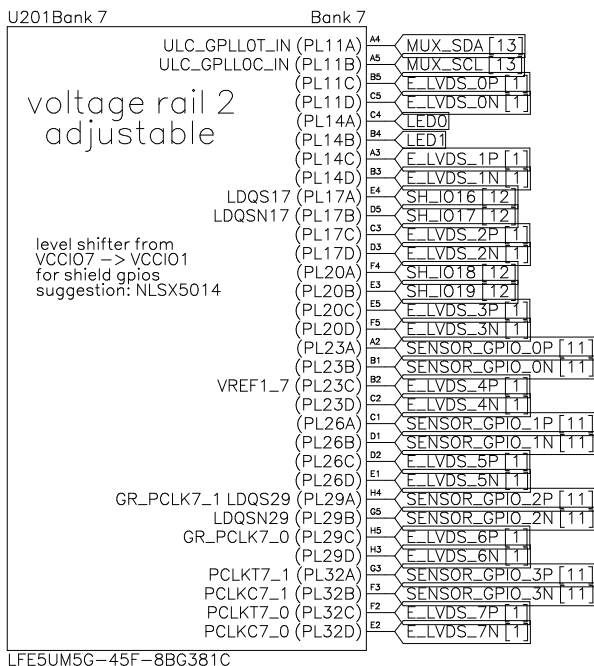 U201Bank 7 Bank 7
ULC_GPLL0T_IN (PL11A) A4 MUX_SDA [13]
ULC_GPLL0C_IN (PL11B) A5 MUX_SCL [13]
(PL11C) B5 E_LVDS_0P [1]
(PL11D) C5 E_LVDS_0N [1]
voltage rail 2
adjustable
(PL14A) C4 LED0
(PL14B) B4 LED1
(PL14C) A3 E_LVDS_1P [1]
(PL14D) B3 E_LVDS_1N [1]
LDQS17 (PL17A) E4 SH_IO16 [12]
LDQSN17 (PL17B) D5 SH_IO17 [12]
(PL17C) C3 E_LVDS_2P [1]
(PL17D) D3 E_LVDS_2N [1]
level shifter from
VCCIO7 -> VCCIO1
for shield gpios
suggestion: NLSX5014
(PL20A) F4 SH_IO18 [12]
(PL20B) E3 SH_IO19 [12]
(PL20C) E5 E_LVDS_3P [1]
(PL20D) F5 E_LVDS_3N [1]
(PL23A) A2 SENSOR_GPIO_0P [11]
(PL23B) B1 SENSOR_GPIO_0N [11]
VREF1_7 (PL23C) B2 E_LVDS_4P [1]
(PL23D) C2 E_LVDS_4N [1]
(PL26A) C1 SENSOR_GPIO_1P [11]
(PL26B) D1 SENSOR_GPIO_1N [11]
(PL26C) D2 E_LVDS_5P [1]
(PL26D) E1 E_LVDS_5N [1]
GR_PCLK7_1 LDQS29 (PL29A) H4 SENSOR_GPIO_2P [11]
LDQSN29 (PL29B) G5 SENSOR_GPIO_2N [11]
GR_PCLK7_0 (PL29C) H5 E_LVDS_6P [1]
(PL29D) H3 E_LVDS_6N [1]
PCLKT7_1 (PL32A) G3 SENSOR_GPIO_3P [11]
PCLKC7_1 (PL32B) F3 SENSOR_GPIO_3N [11]
PCLKT7_0 (PL32C) F2 E_LVDS_7P [1]
PCLKC7_0 (PL32D) E2 E_LVDS_7N [1]
LFE5UM5G-45F-8BG381C